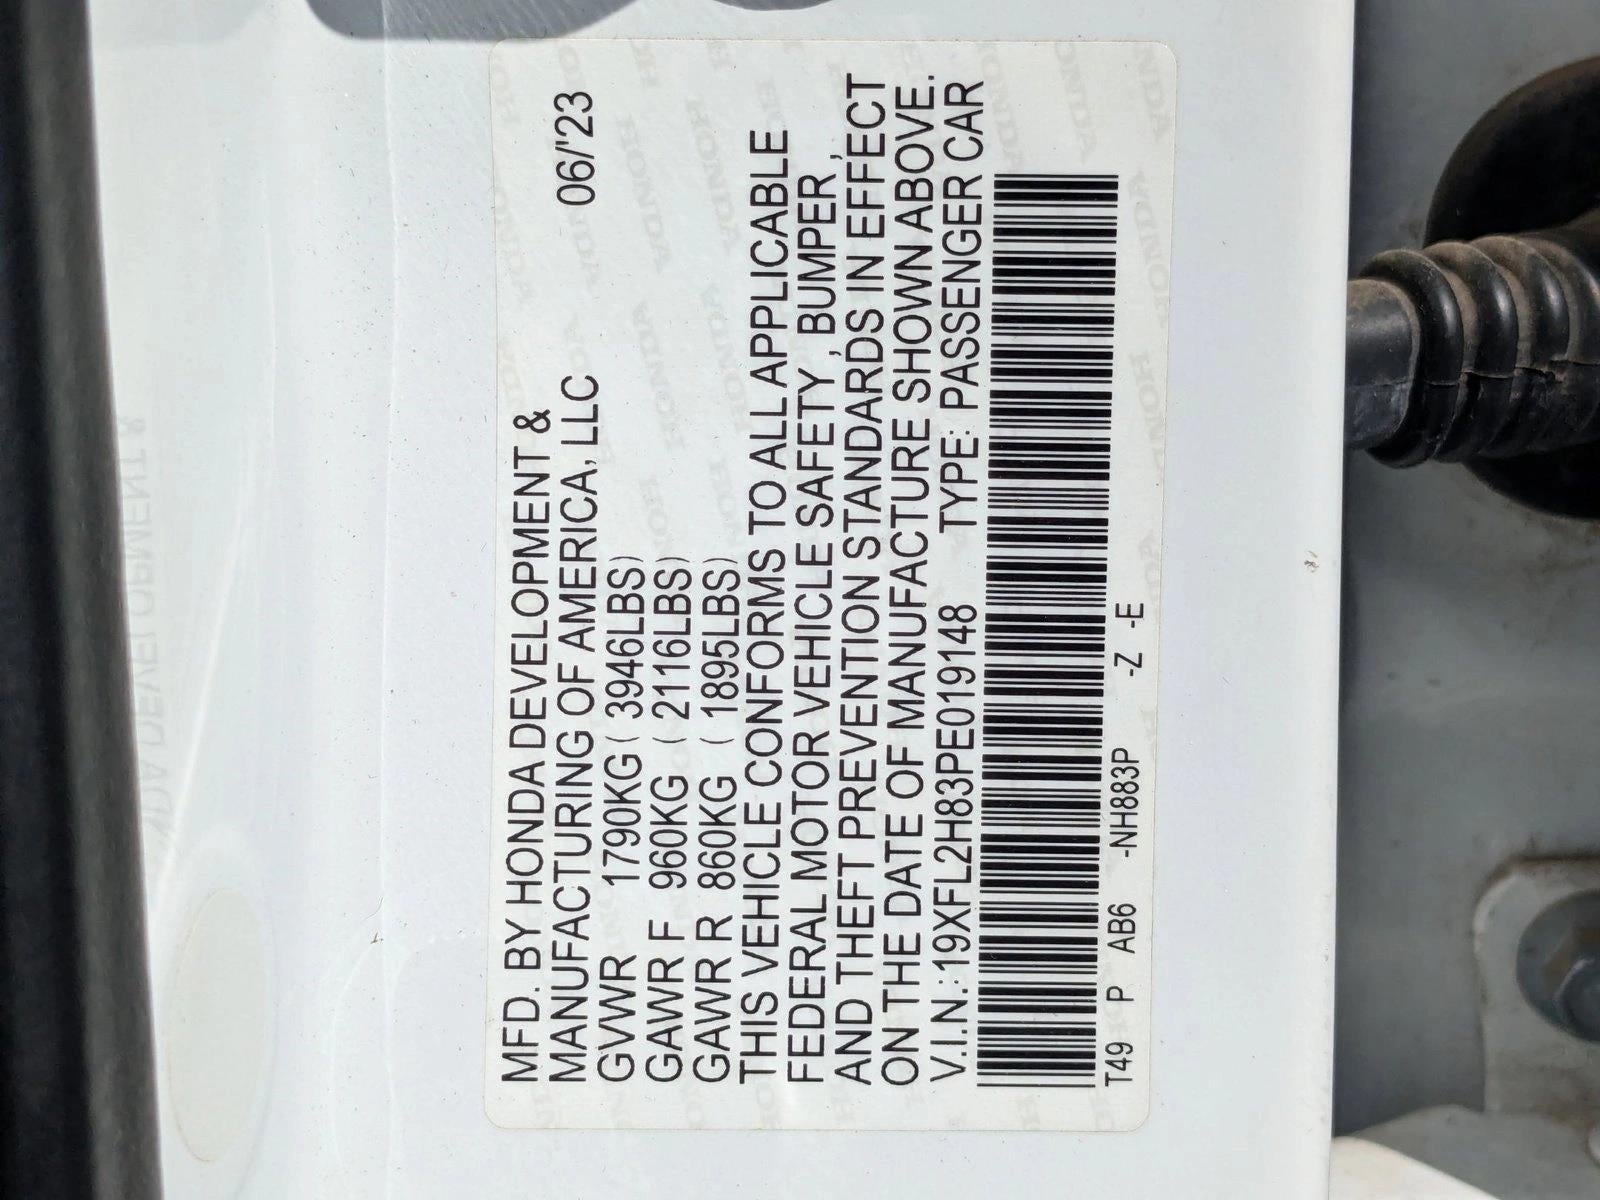 MFD. BY HONDA DEVELOPMENT &
MANUFACTURING OF AMERICA, LLC 06/'23
GVWR 1790KG ( 3946LBS)
GAWR F 960KG ( 2116LBS)
GAWR R 860KG ( 1895LBS)
THIS VEHICLE CONFORMS TO ALL APPLICABLE
FEDERAL MOTOR VEHICLE SAFETY , BUMPER ,
AND THEFT PREVENTION STANDARDS IN EFFECT
ON THE DATE OF MANUFACTURE SHOWN ABOVE.
V.I.N.:19XFL2H83PE019148 TYPE: PASSENGER CAR
T49 P AB6 -NH883P -Z -E